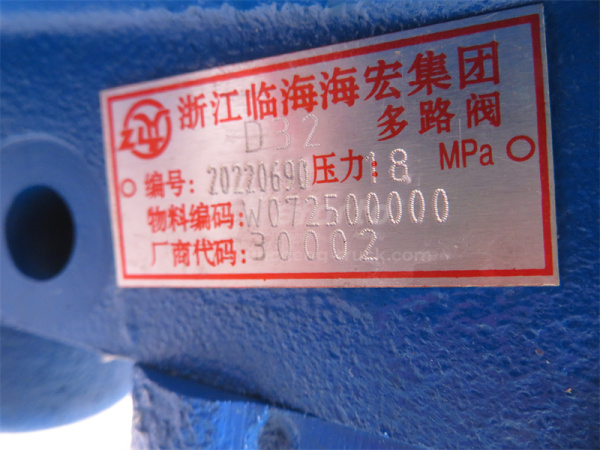 浙江临海海宏集团
D32 多路阀
编号: 20220690 压力: 18 MPa
物料编码: W072500000
厂商代码: 30002